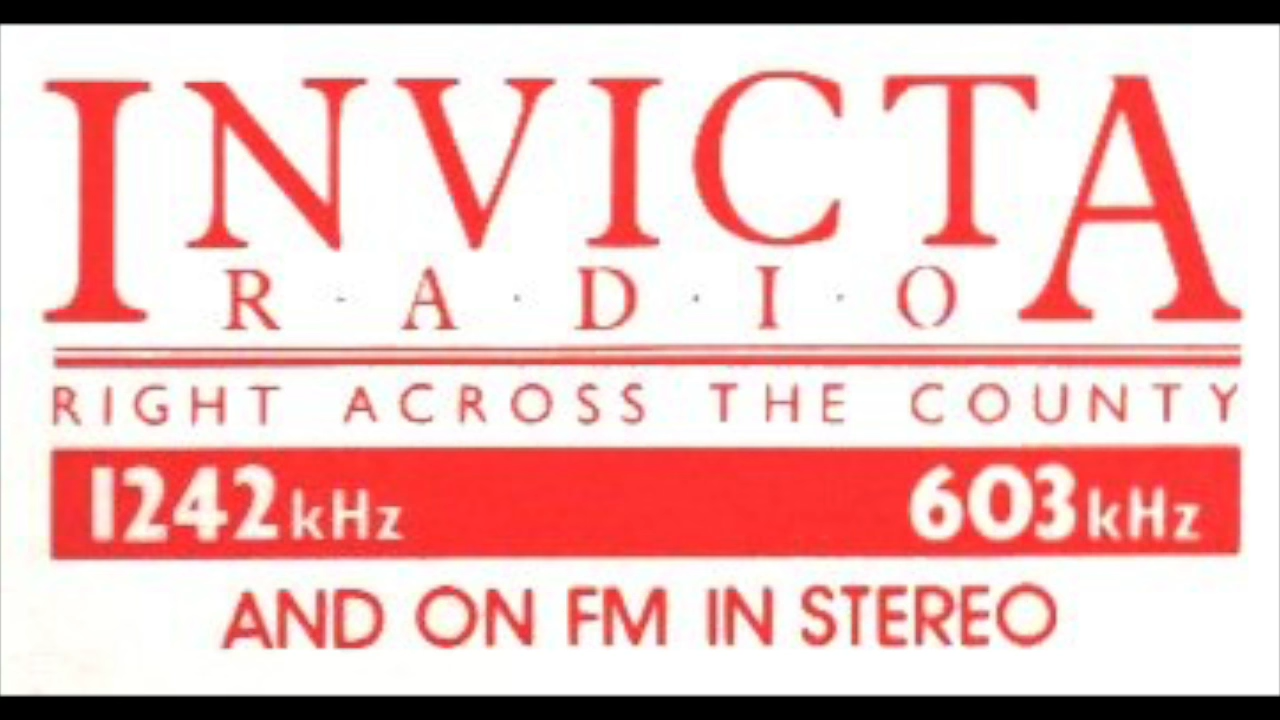 INVICTA
R·A·D·I·O
RIGHT ACROSS THE COUNTY
1242kHz 603kHz
AND ON FM IN STEREO